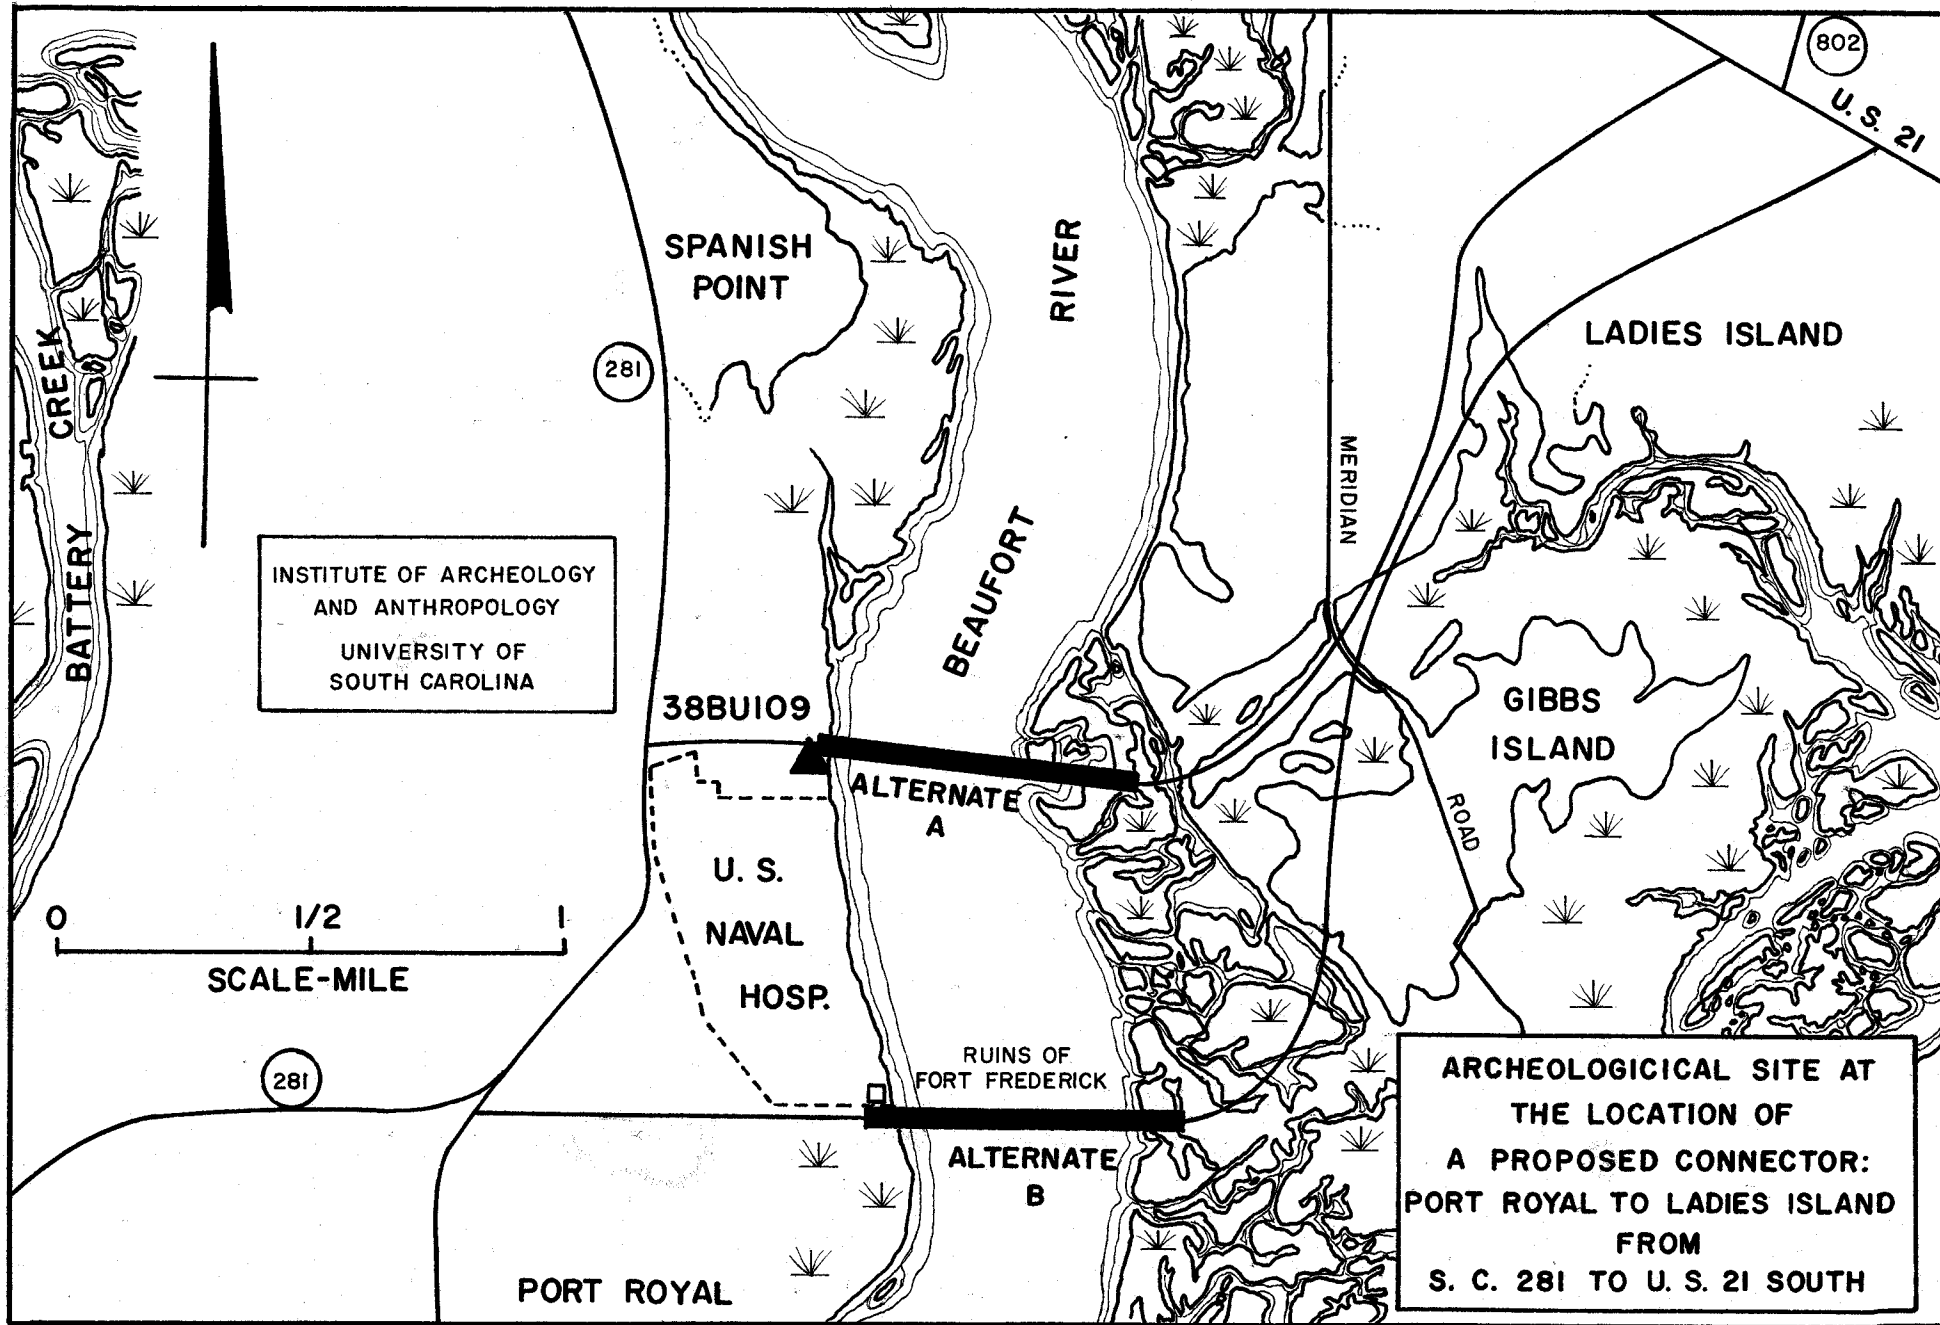 802
U. S. 21
SPANISH
POINT
RIVER
LADIES ISLAND
281
CREEK
MERIDIAN
BATTERY
BEAUFORT
INSTITUTE OF ARCHEOLOGY
AND ANTHROPOLOGY
UNIVERSITY OF
SOUTH CAROLINA
38BU109
GIBBS
ISLAND
ALTERNATE
A
ROAD
U. S.
NAVAL
HOSP.
0 1/2 1
SCALE-MILE
RUINS OF
FORT FREDERICK
281
ALTERNATE
B
PORT ROYAL
ARCHEOLOGICICAL SITE AT
THE LOCATION OF
A PROPOSED CONNECTOR:
PORT ROYAL TO LADIES ISLAND
FROM
S. C. 281 TO U. S. 21 SOUTH